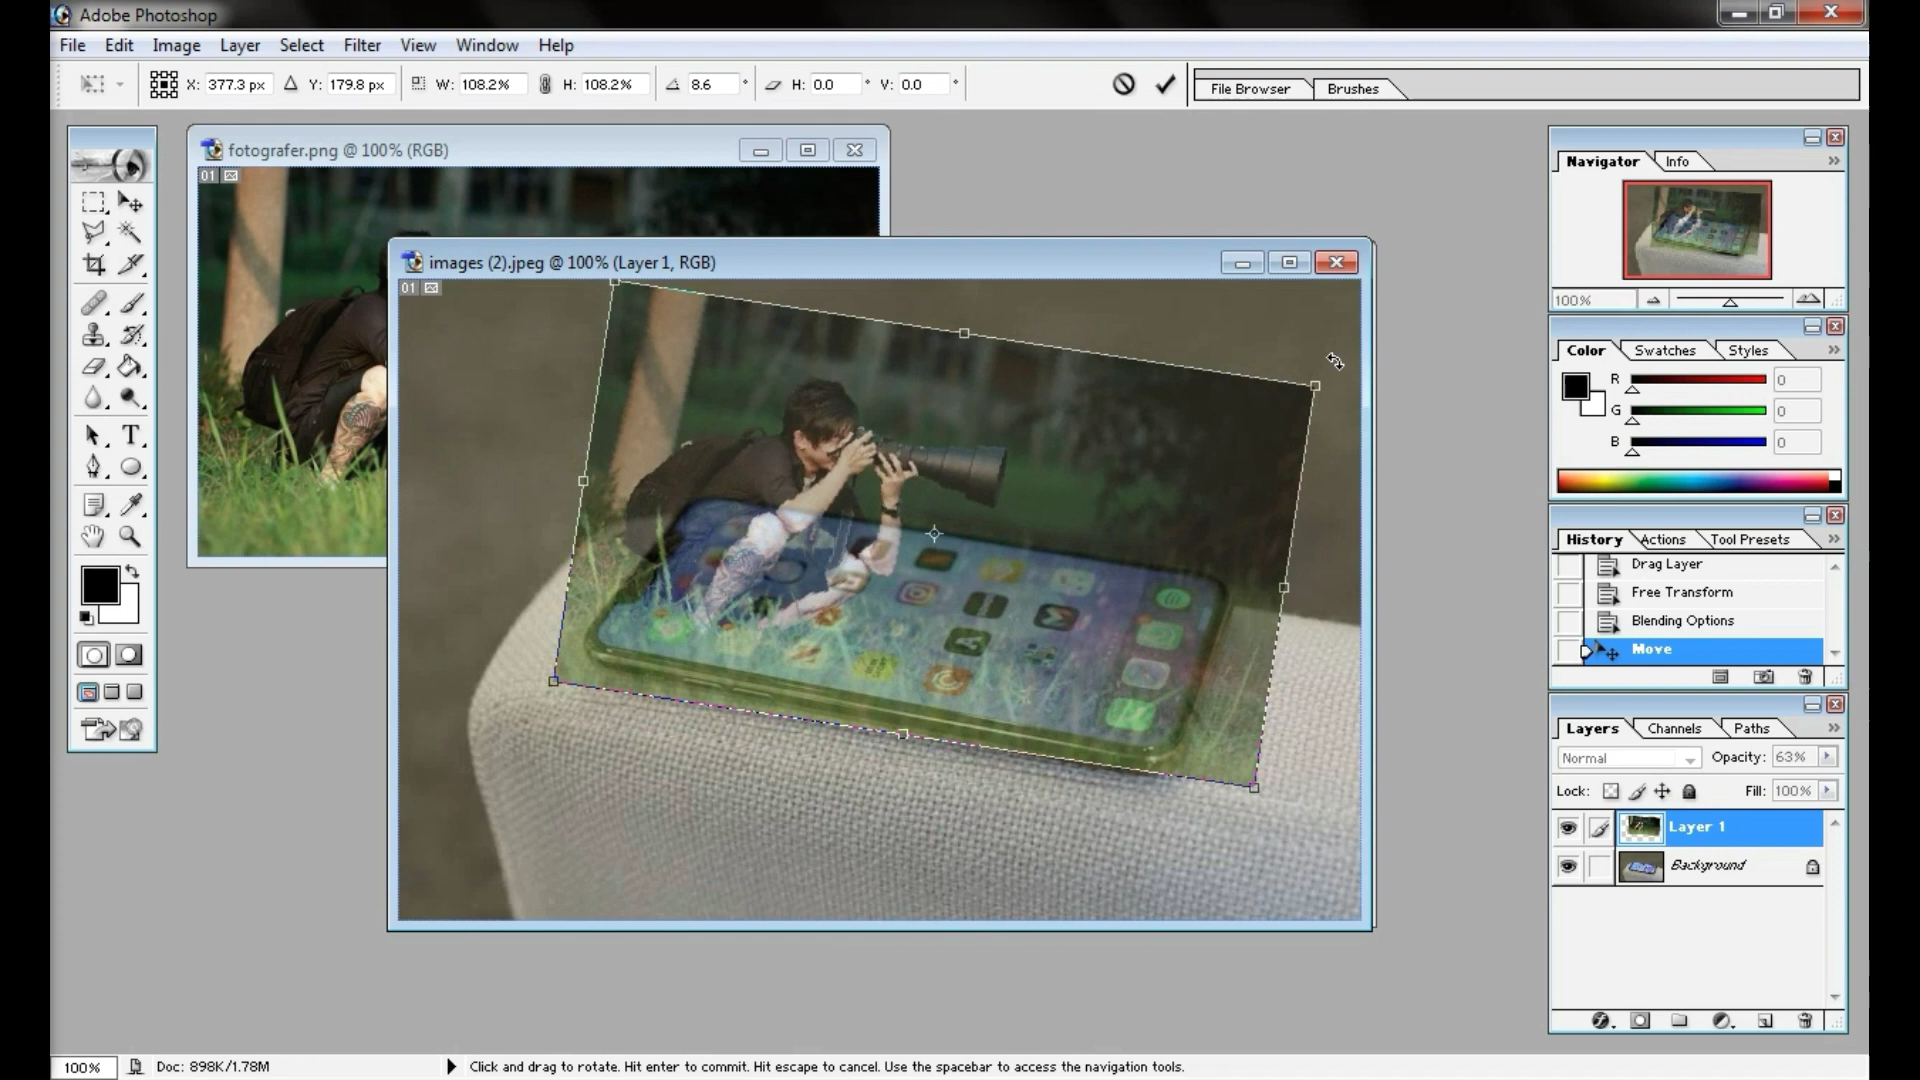 Adobe Photoshop
File Edit Image Layer Select Filter View Window Help
X: 377.3 px Y: 179.8 px W: 108.2% H: 108.2% 8.6 ° H: 0.0 ° V: 0.0 °
File Browser Brushes
fotografer.png @ 100% (RGB)
01
images (2).jpeg @ 100% (Layer 1, RGB)
01
Navigator Info
100%
Color Swatches Styles
R 0
G 0
B 0
History Actions Tool Presets
Drag Layer
Free Transform
Blending Options
Move
Layers Channels Paths
Normal Opacity: 63%
Lock: Fill: 100%
Layer 1
Background
100% Doc: 898K/1.78M Click and drag to rotate. Hit enter to commit. Hit escape to cancel. Use the spacebar to access the navigation tools.